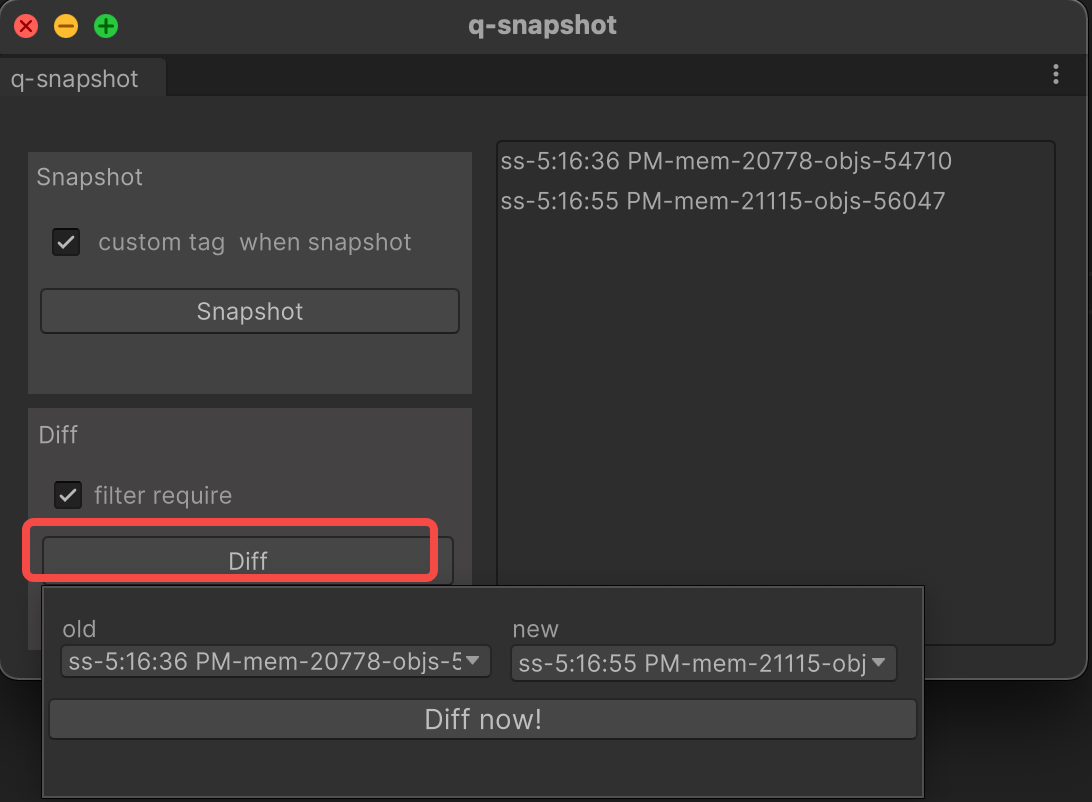 q-snapshot
q-snapshot
Snapshot
custom tag  when snapshot
Snapshot
ss-5:16:36 PM-mem-20778-objs-54710
ss-5:16:55 PM-mem-21115-objs-56047
Diff
filter require
Diff
old
new
ss-5:16:36 PM-mem-20778-objs-5
ss-5:16:55 PM-mem-21115-obj
Diff now!